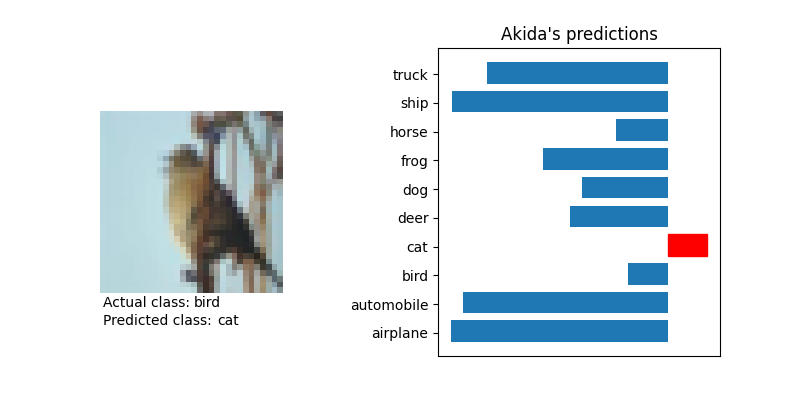 Akida's predictions
truck
ship
horse
frog
dog
deer
cat
bird
automobile
airplane
Actual class: bird
Predicted class: cat